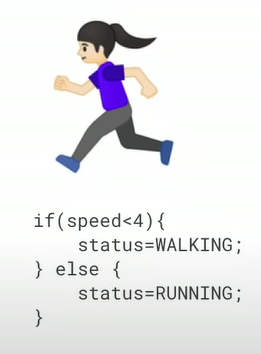 if(speed<4){
    status=WALKING;
} else {
    status=RUNNING;
}